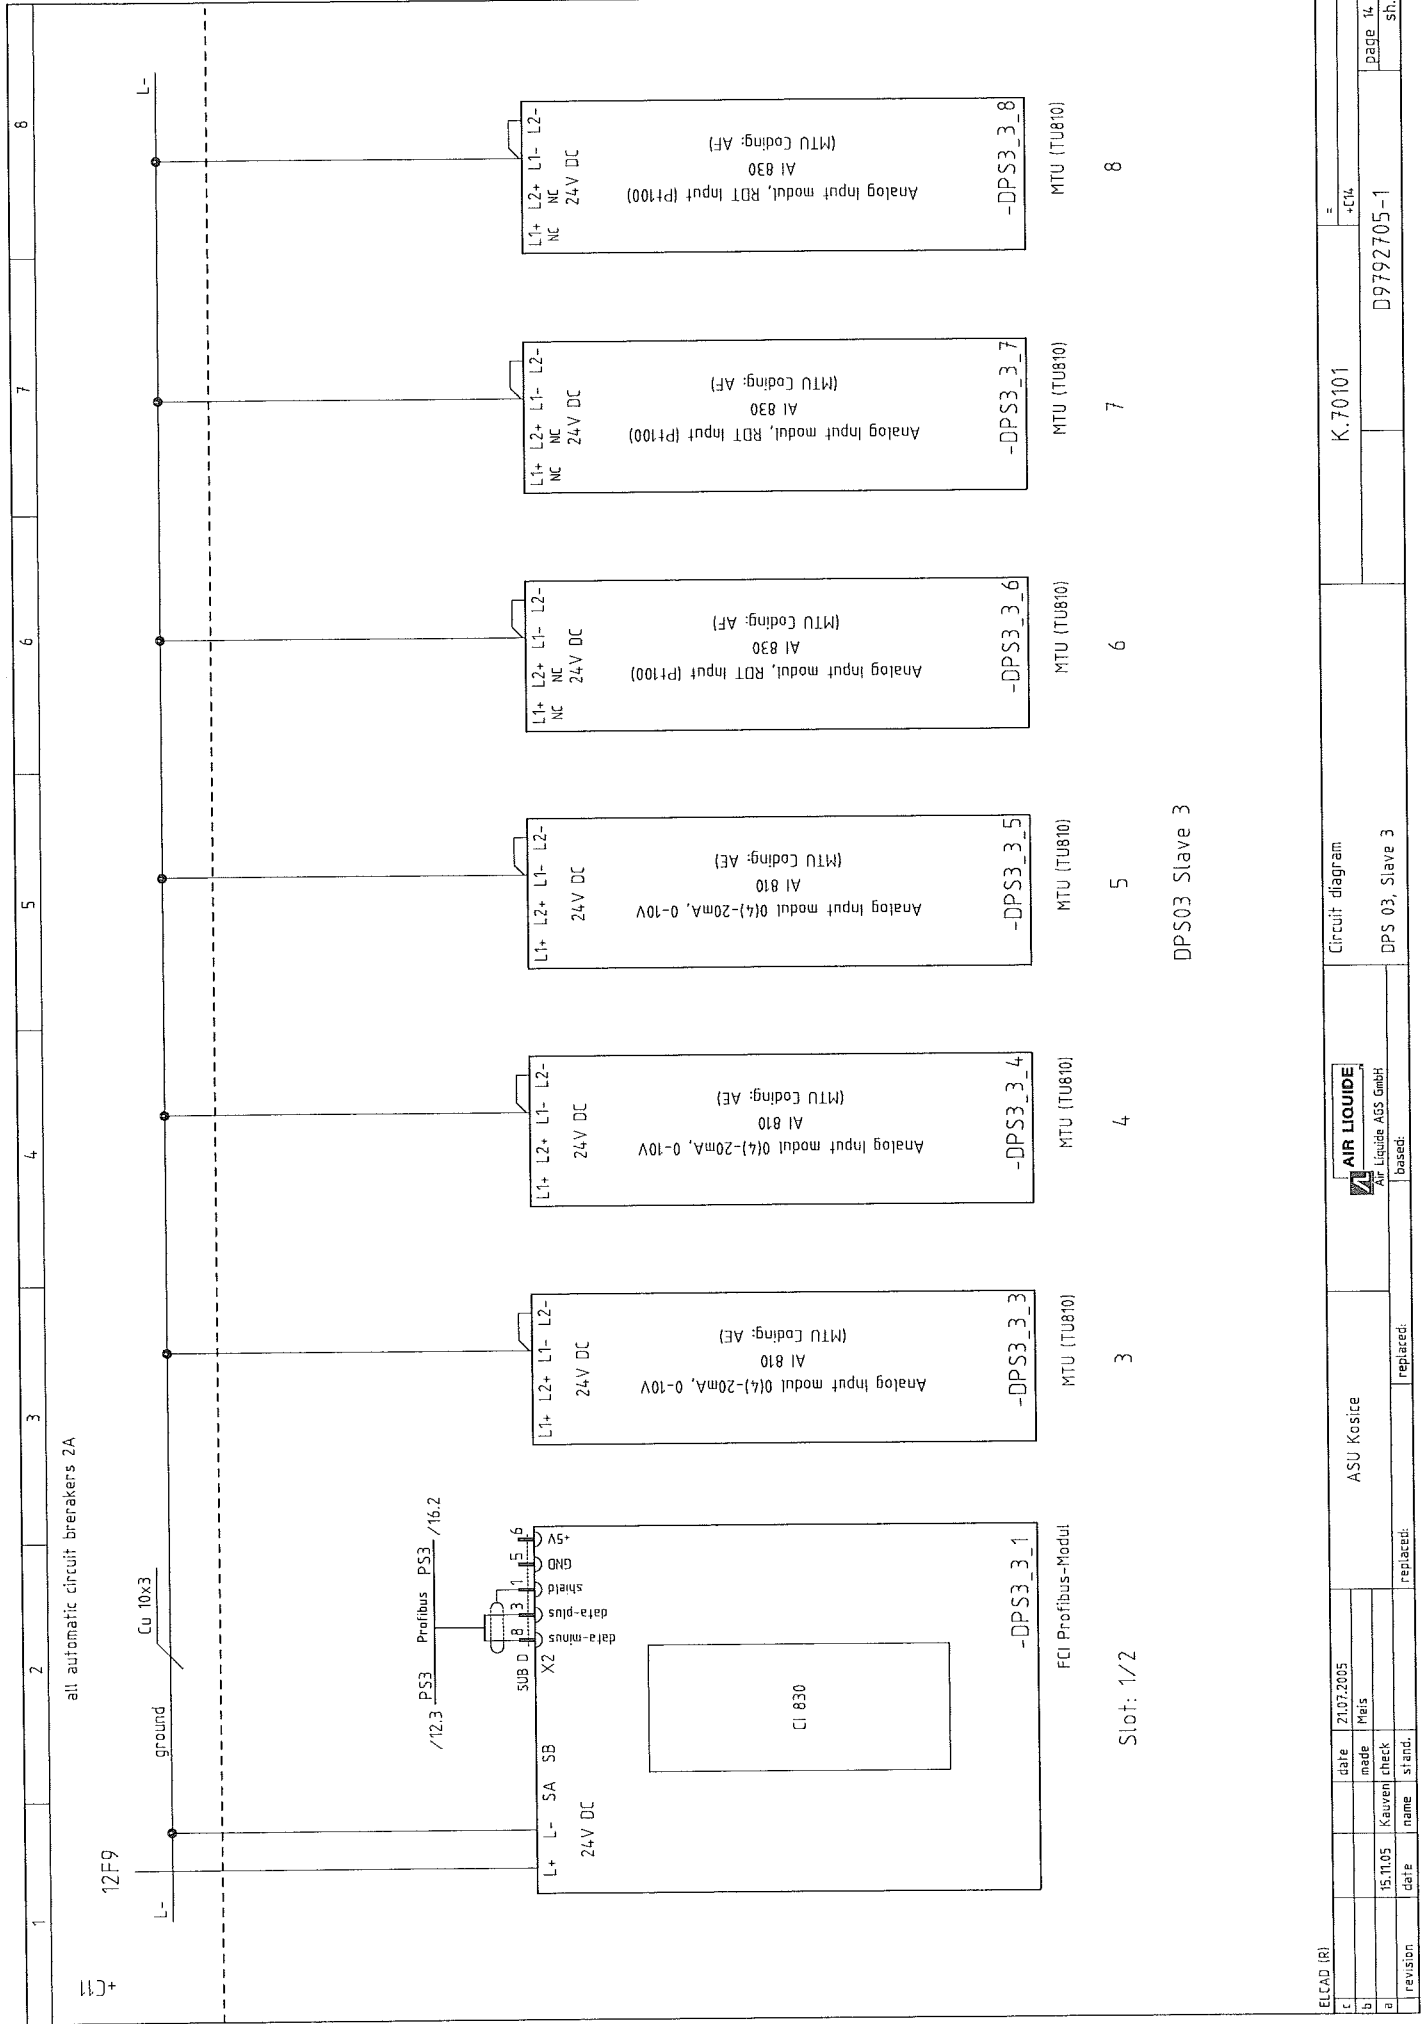 1 2 3 4 5 6 7 8
+C11
all automatic circuit brerakers 2A
12F9
L-
ground
Cu 10x3
L-
/12.3 PS3 Profibus PS3 /16.2
SUB D 8 3 1 5 6
L+ L- SA SB X2
data-minus
data-plus
shield
GND
+5V
24V DC
CI 830
-DPS3_3_1
FCI Profibus-Modul
Slot: 1/2
L1+ L2+ L1- L2-
24V DC
Analog Input modul 0(4)-20mA, 0-10V
AI 810
(MTU Coding: AE)
-DPS3_3_3
MTU (TU810)
3
L1+ L2+ L1- L2-
24V DC
Analog Input modul 0(4)-20mA, 0-10V
AI 810
(MTU Coding: AE)
-DPS3_3_4
MTU (TU810)
4
L1+ L2+ L1- L2-
24V DC
Analog Input modul 0(4)-20mA, 0-10V
AI 810
(MTU Coding: AE)
-DPS3_3_5
MTU (TU810)
5
L1+ L2+ L1- L2-
NC NC
24V DC
Analog Input modul, RDT Input (Pt100)
AI 830
(MTU Coding: AF)
-DPS3_3_6
MTU (TU810)
6
L1+ L2+ L1- L2-
NC NC
24V DC
Analog Input modul, RDT Input (Pt100)
AI 830
(MTU Coding: AF)
-DPS3_3_7
MTU (TU810)
7
L1+ L2+ L1- L2-
NC NC
24V DC
Analog Input modul, RDT Input (Pt100)
AI 830
(MTU Coding: AF)
-DPS3_3_8
MTU (TU810)
8
DPS03 Slave 3
ELCAD (R)
c date 21.07.2005
b made Meis
a 15.11.05 Kauven check
revision date name stand.
ASU Kosice
replaced:
replaced:
AIR LIQUIDE
Air Liquide AGS GmbH
based:
Circuit diagram
DPS 03, Slave 3
K.70101
=
+C14
D9792705-1
page 14
sh.